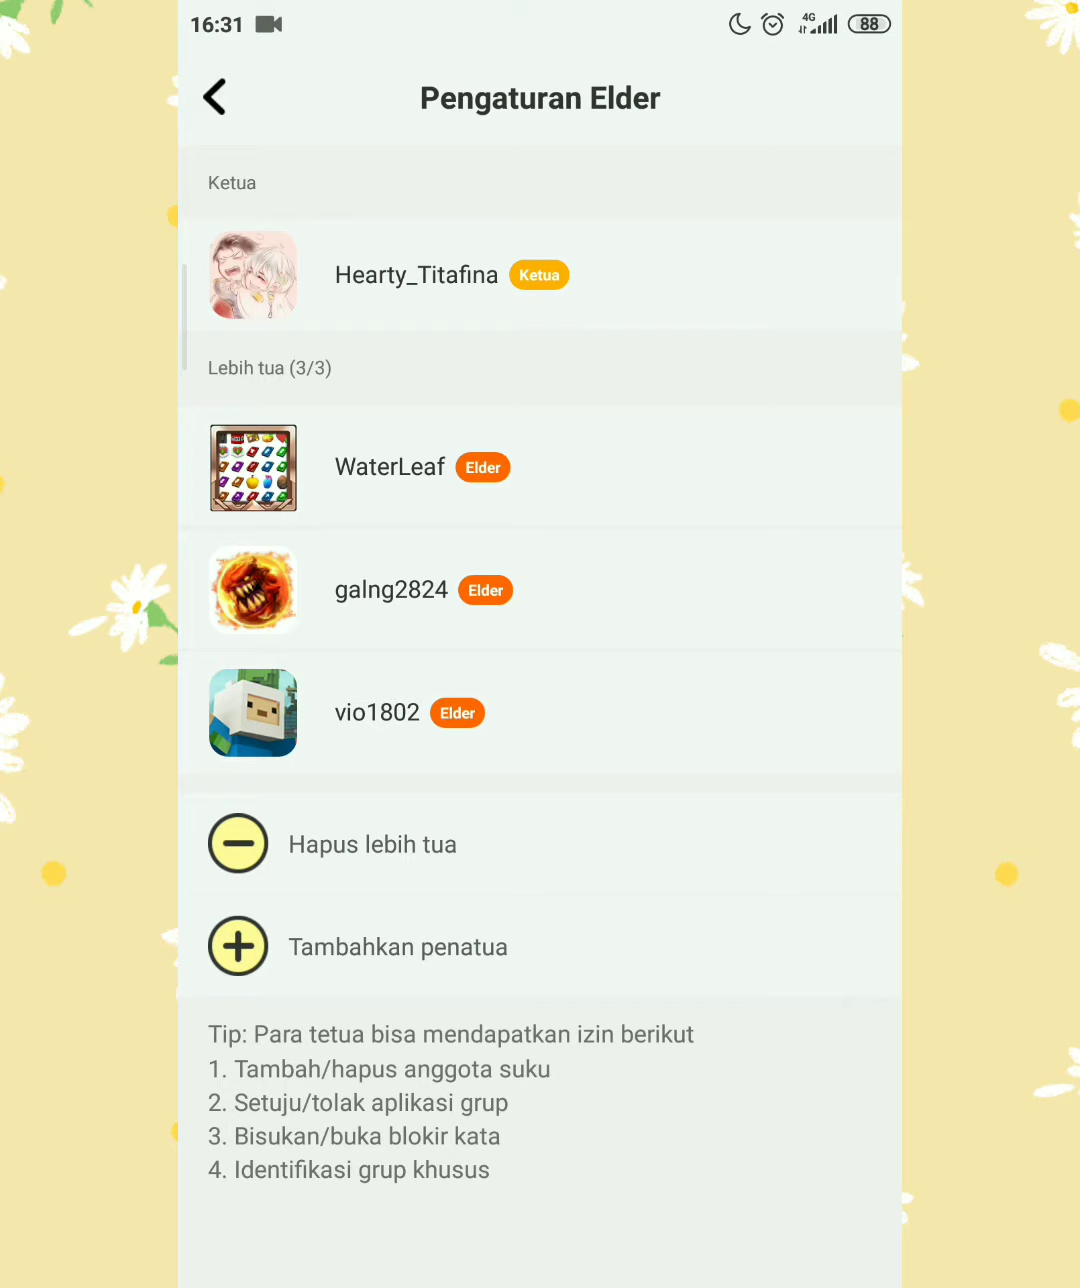 16:31
4G
88
Pengaturan Elder
Ketua
Hearty_Titafina Ketua
Lebih tua (3/3)
WaterLeaf Elder
galng2824 Elder
vio1802 Elder
Hapus lebih tua
Tambahkan penatua
Tip: Para tetua bisa mendapatkan izin berikut
1. Tambah/hapus anggota suku
2. Setuju/tolak aplikasi grup
3. Bisukan/buka blokir kata
4. Identifikasi grup khusus